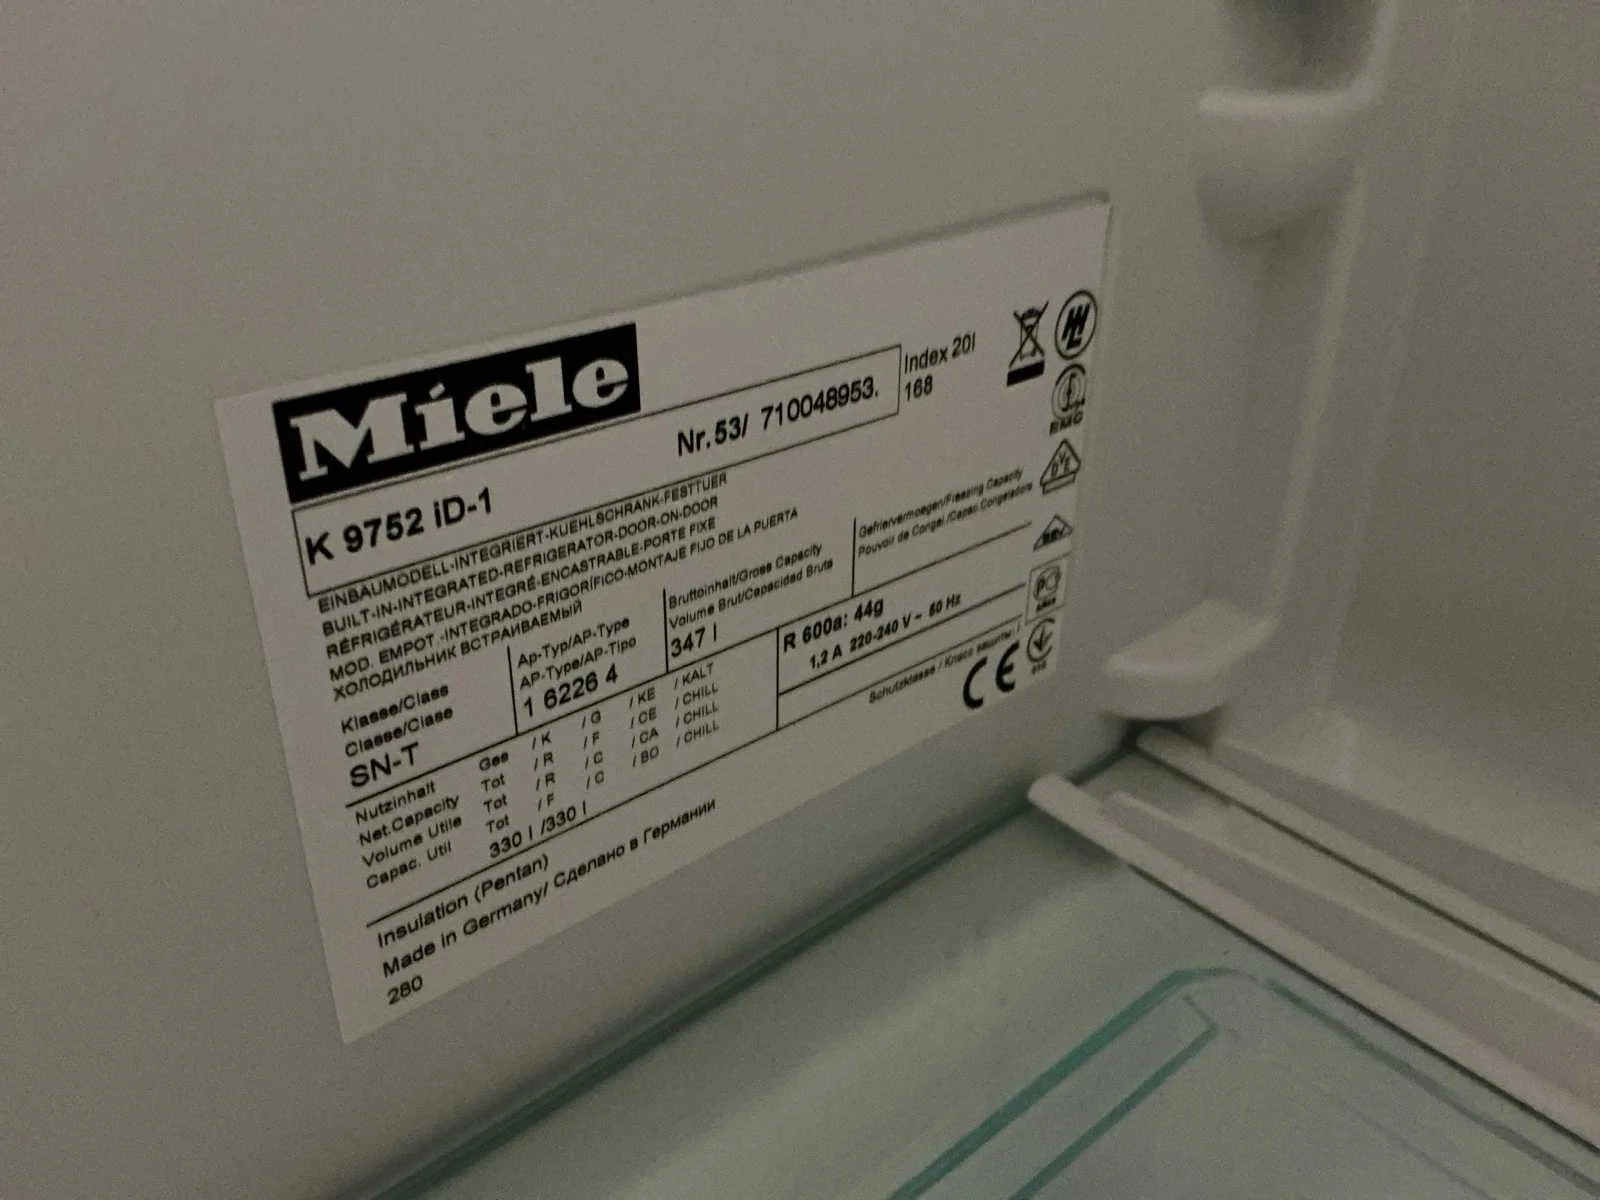 Miele
Nr.53/ 710048953.
Index 20I
168
K 9752 iD-1
EINBAUMODELL-INTEGRIERT-KUEHLSCHRANK-FESTTUER
BUILT-IN-INTEGRATED-REFRIGERATOR-DOOR-ON-DOOR
RÉFRIGÉRATEUR-INTEGRÉ-ENCASTRABLE-PORTE FIXE
MOD. EMPOT.-INTEGRADO-FRIGORÍFICO-MONTAJE FIJO DE LA PUERTA
ХОЛОДИЛЬНИК ВСТРАИВАЕМЫЙ
Klasse/Class
Classe/Clase
SN-T
Ap-Typ/AP-Type
AP-Type/AP-Tipo
1 6226 4
Bruttoinhalt/Gross Capacity
Volume Brut/Capacidad Bruta
347 l
Gefriervermoegen/Freezing Capacity
Pouvoir de Congel./Capac.Congeladora
Nutzinhalt Ges /K /G /KE /KALT
Net.Capacity Tot /R /F /CE /CHILL
Volume Utile Tot /R /C /CA /CHILL
Capac. Util Tot /F /C /BO /CHILL
330 l /330 l
R 600a: 44g
1,2 A 220-240 V ~ 50 Hz
Schutzklasse / Класс защиты I
CE
EMC
DVE
Insulation (Pentan)
Made in Germany/ Сделано в Германии
280